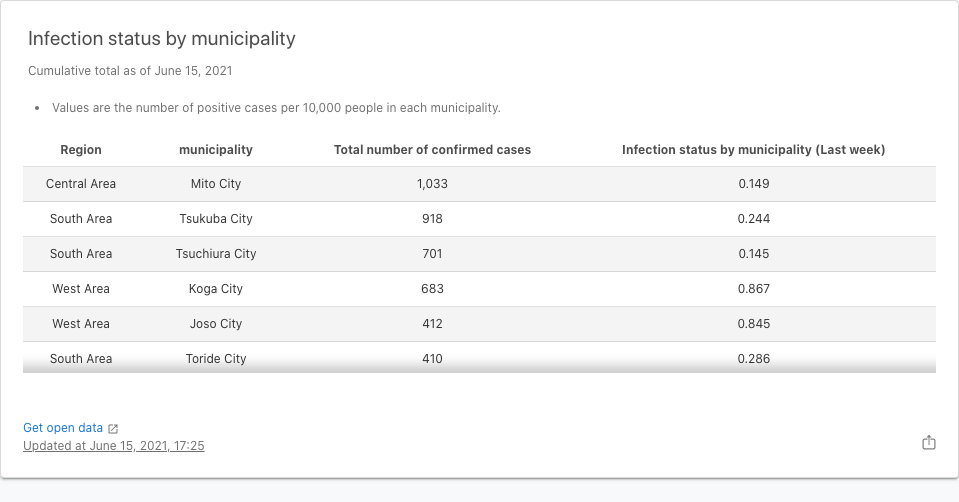 Infection status by municipality
Cumulative total as of June 15, 2021
• Values are the number of positive cases per 10,000 people in each municipality.
Region municipality Total number of confirmed cases Infection status by municipality (Last week)
Central Area Mito City 1,033 0.149
South Area Tsukuba City 918 0.244
South Area Tsuchiura City 701 0.145
West Area Koga City 683 0.867
West Area Joso City 412 0.845
South Area Toride City 410 0.286
Get open data
Updated at June 15, 2021, 17:25